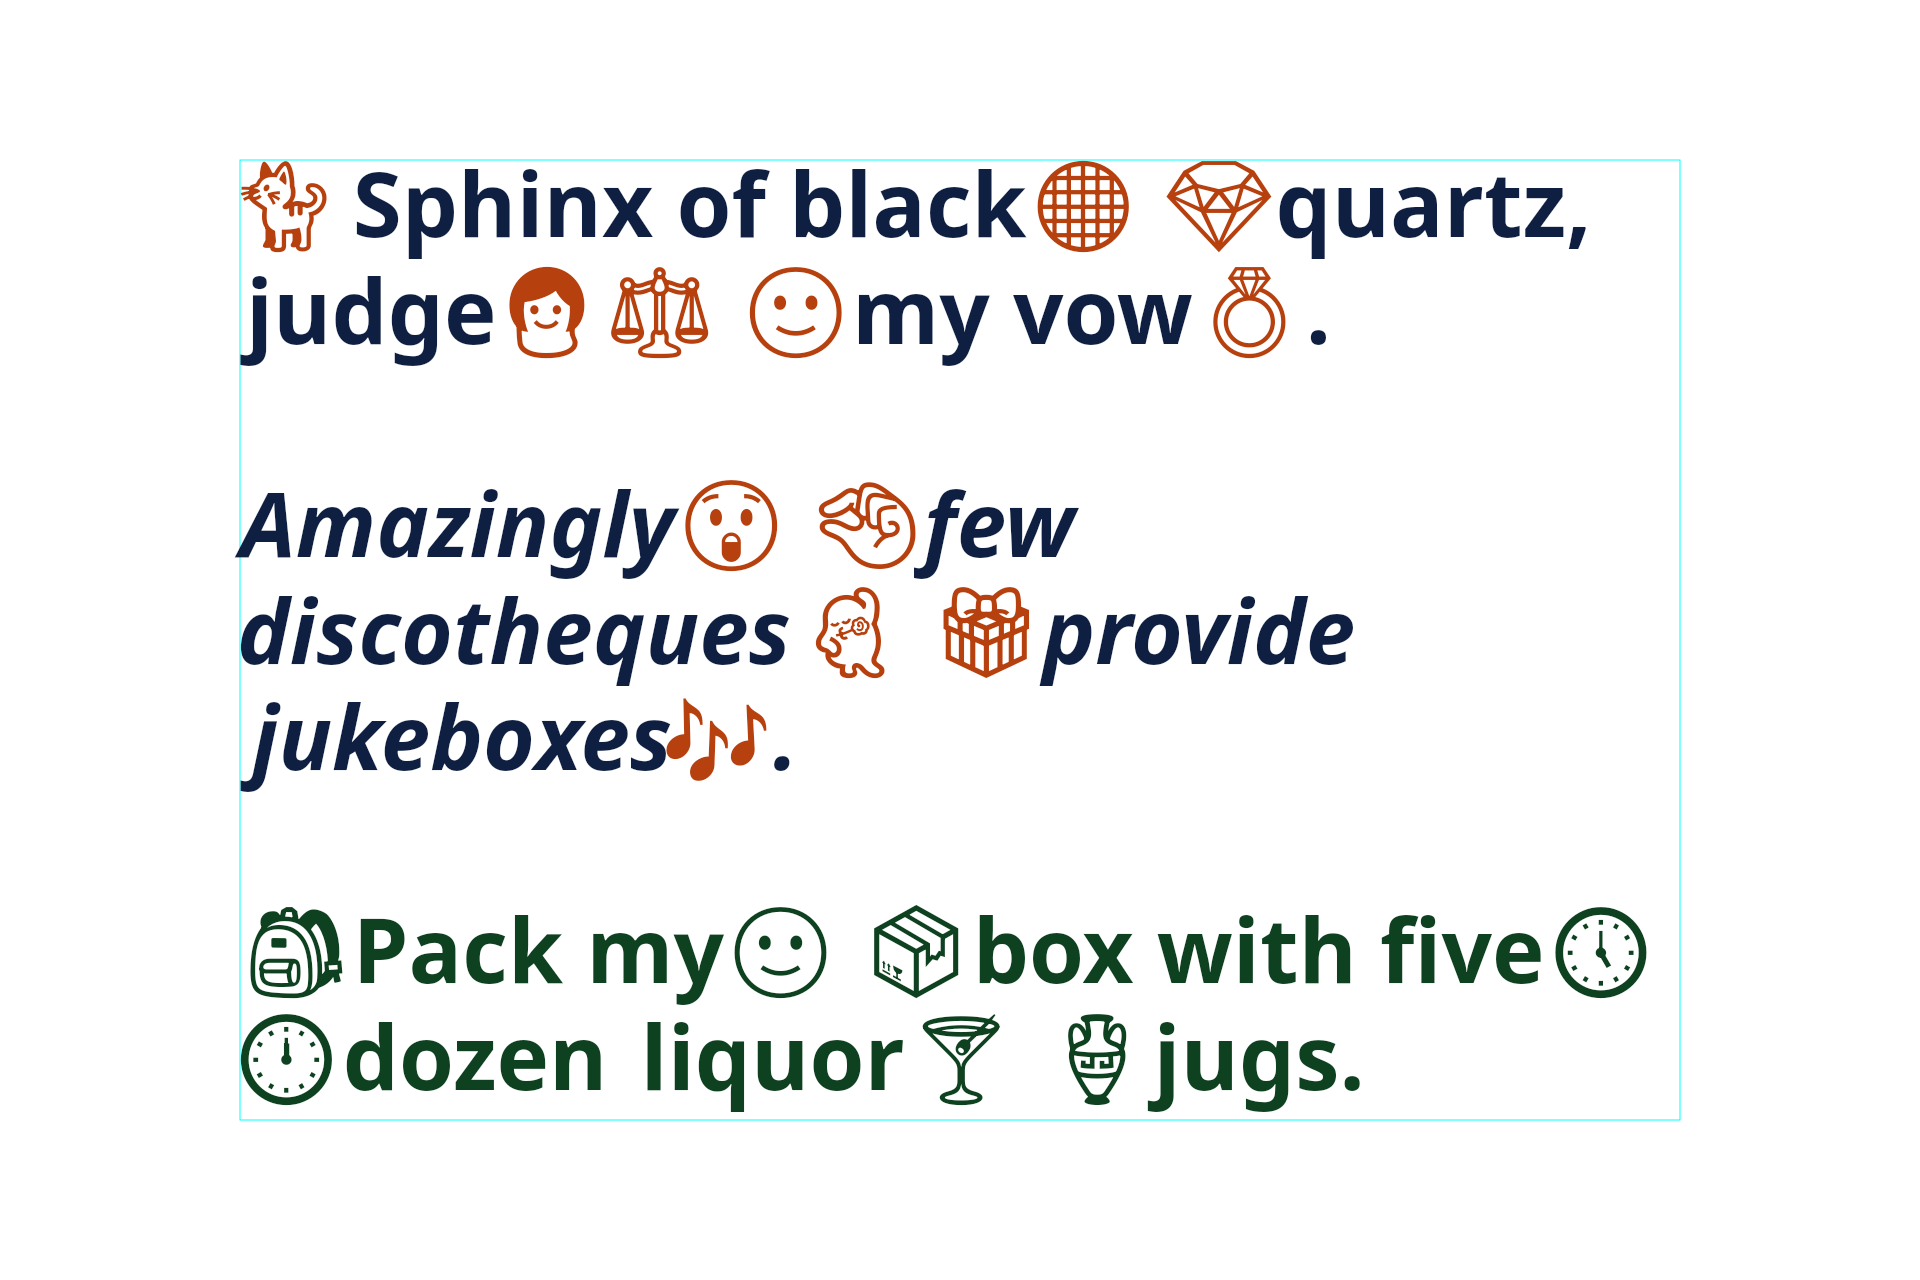 🐈 Sphinx of black🌐 💎quartz,
judge👩⚖ 🙂my vow💍.
Amazingly😲 🤏few
discotheques💃 🎁provide
jukeboxes🎶.
🎒Pack my🙂 📦box with five🕔
🕛dozen liquor🍸 🏺jugs.